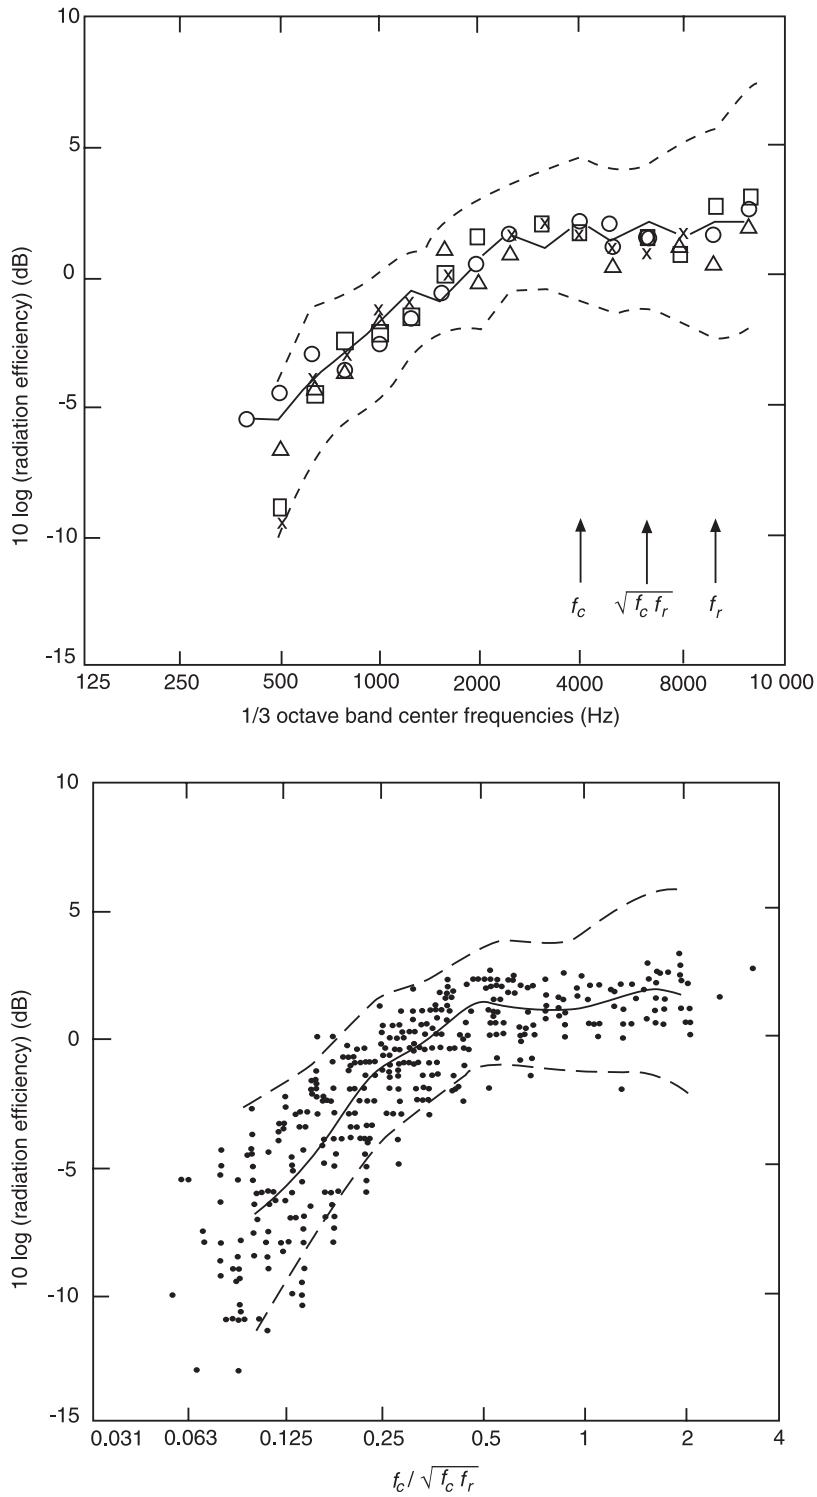 10
5
0
-5
-10
-15
10 log (radiation efficiency) (dB)
f_c
√f_c f_r
f_r
125 250 500 1000 2000 4000 8000 10 000
1/3 octave band center frequencies (Hz)
10
5
0
-5
-10
-15
10 log (radiation efficiency) (dB)
0.031 0.063 0.125 0.25 0.5 1 2 4
f_c / √f_c f_r